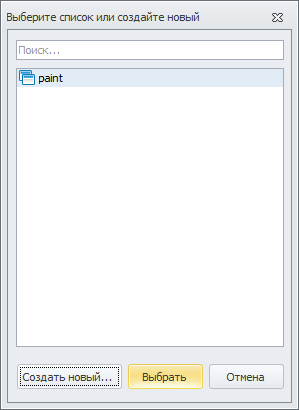 Выберите список или создайте новый
Поиск...
paint
Создать новый...
Выбрать
Отмена